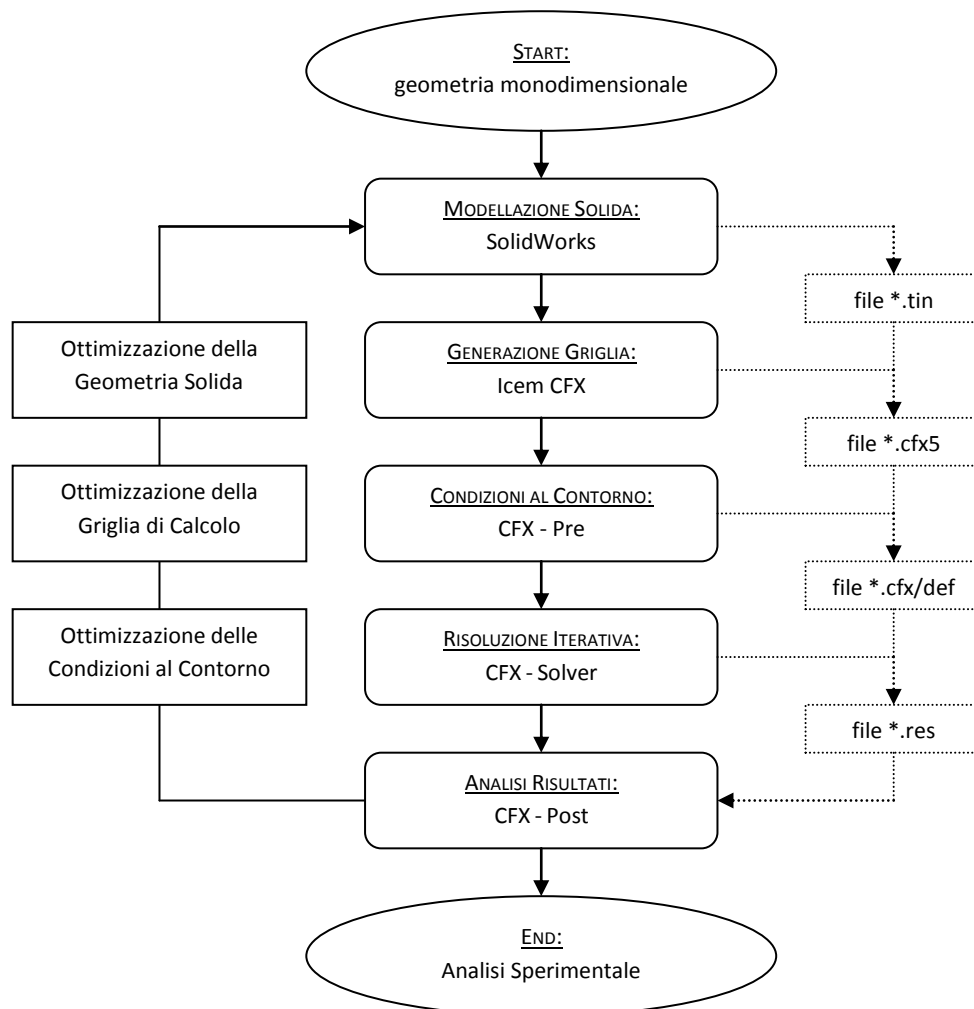 START:
geometria monodimensionale
MODELLAZIONE SOLIDA:
SolidWorks
file *.tin
Ottimizzazione della
Geometria Solida
GENERAZIONE GRIGLIA:
Icem CFX
file *.cfx5
Ottimizzazione della
Griglia di Calcolo
CONDIZIONI AL CONTORNO:
CFX - Pre
file *.cfx/def
Ottimizzazione delle
Condizioni al Contorno
RISOLUZIONE ITERATIVA:
CFX - Solver
file *.res
ANALISI RISULTATI:
CFX - Post
END:
Analisi Sperimentale